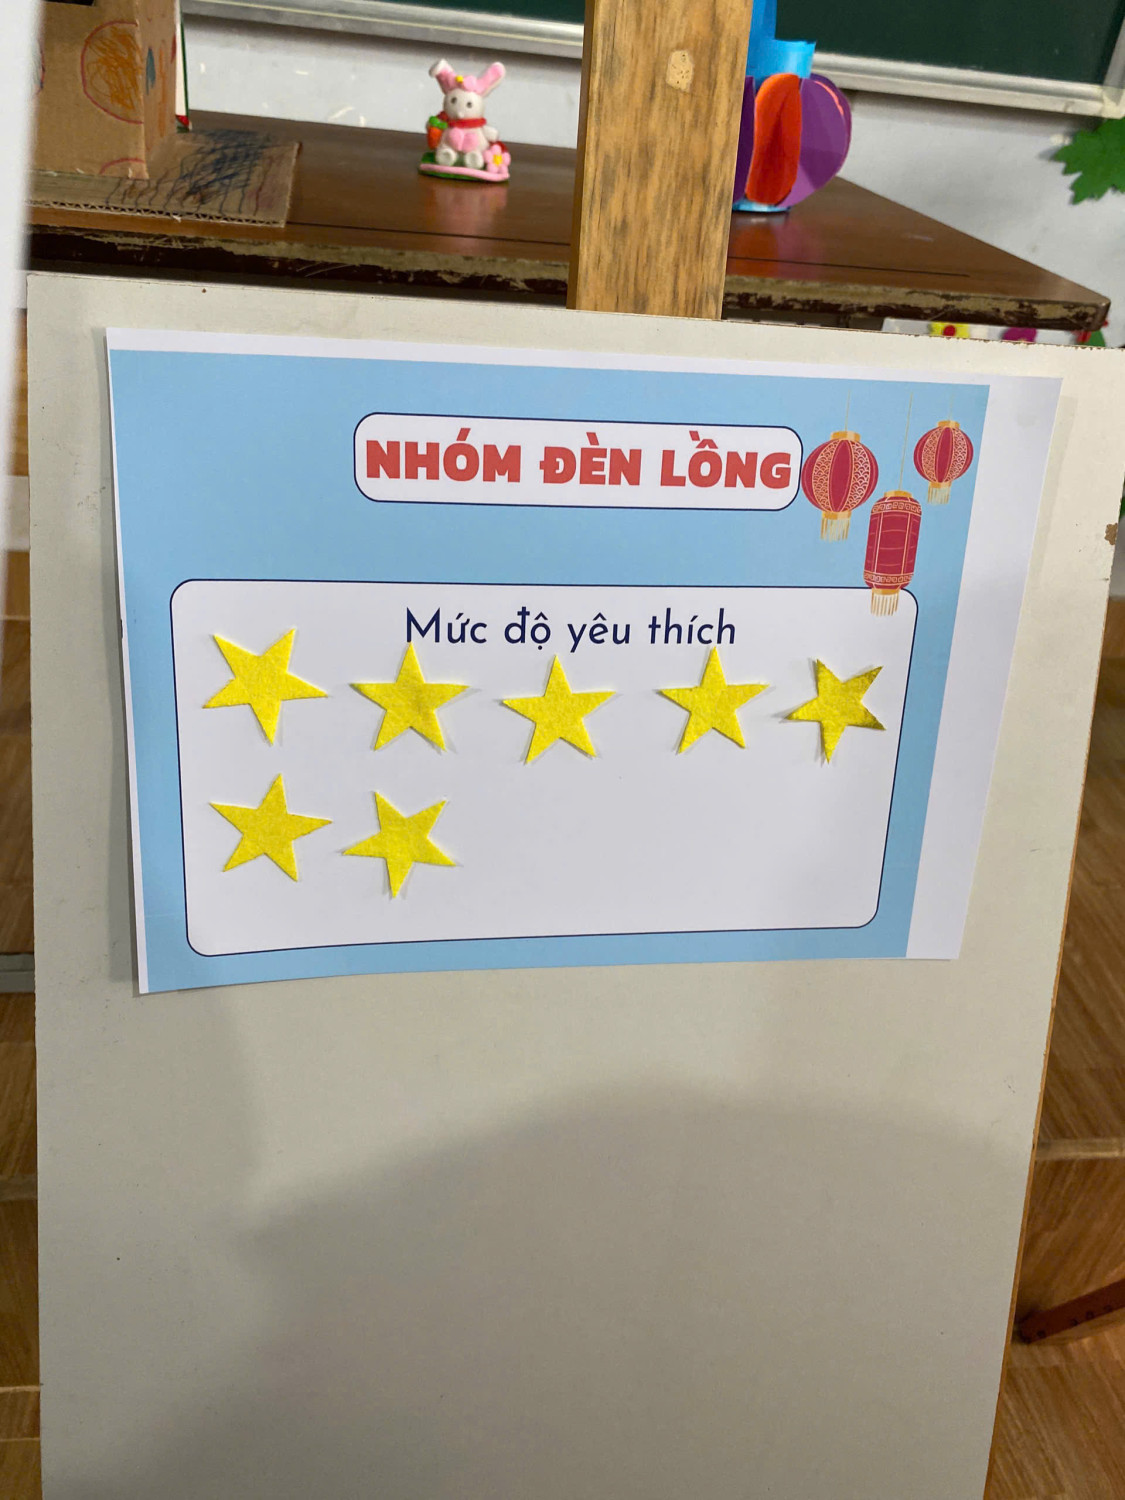 NHÓM ĐÈN LỒNG
Mức độ yêu thích